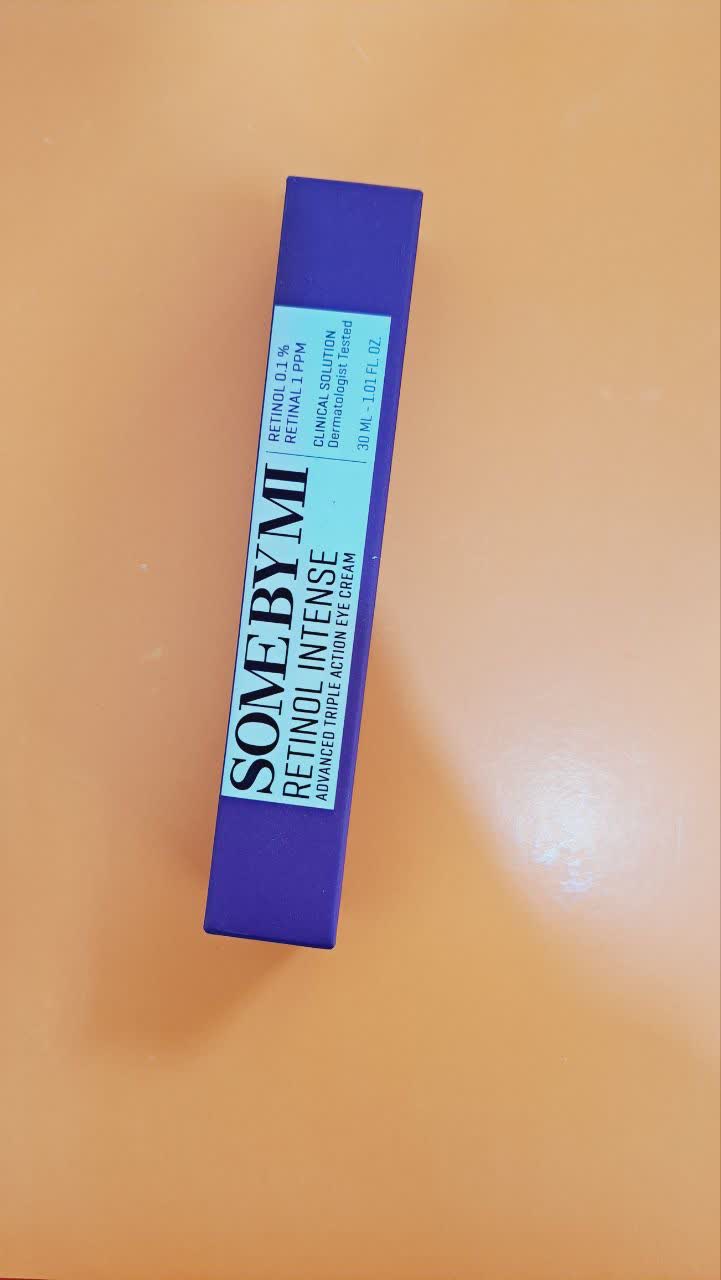 SOMEBYMI
RETINOL INTENSE
ADVANCED TRIPLE ACTION EYE CREAM
RETINOL 0.1 %
RETINAL 1 PPM
CLINICAL SOLUTION
Dermatologist Tested
30 ML - 1.01 FL. OZ.